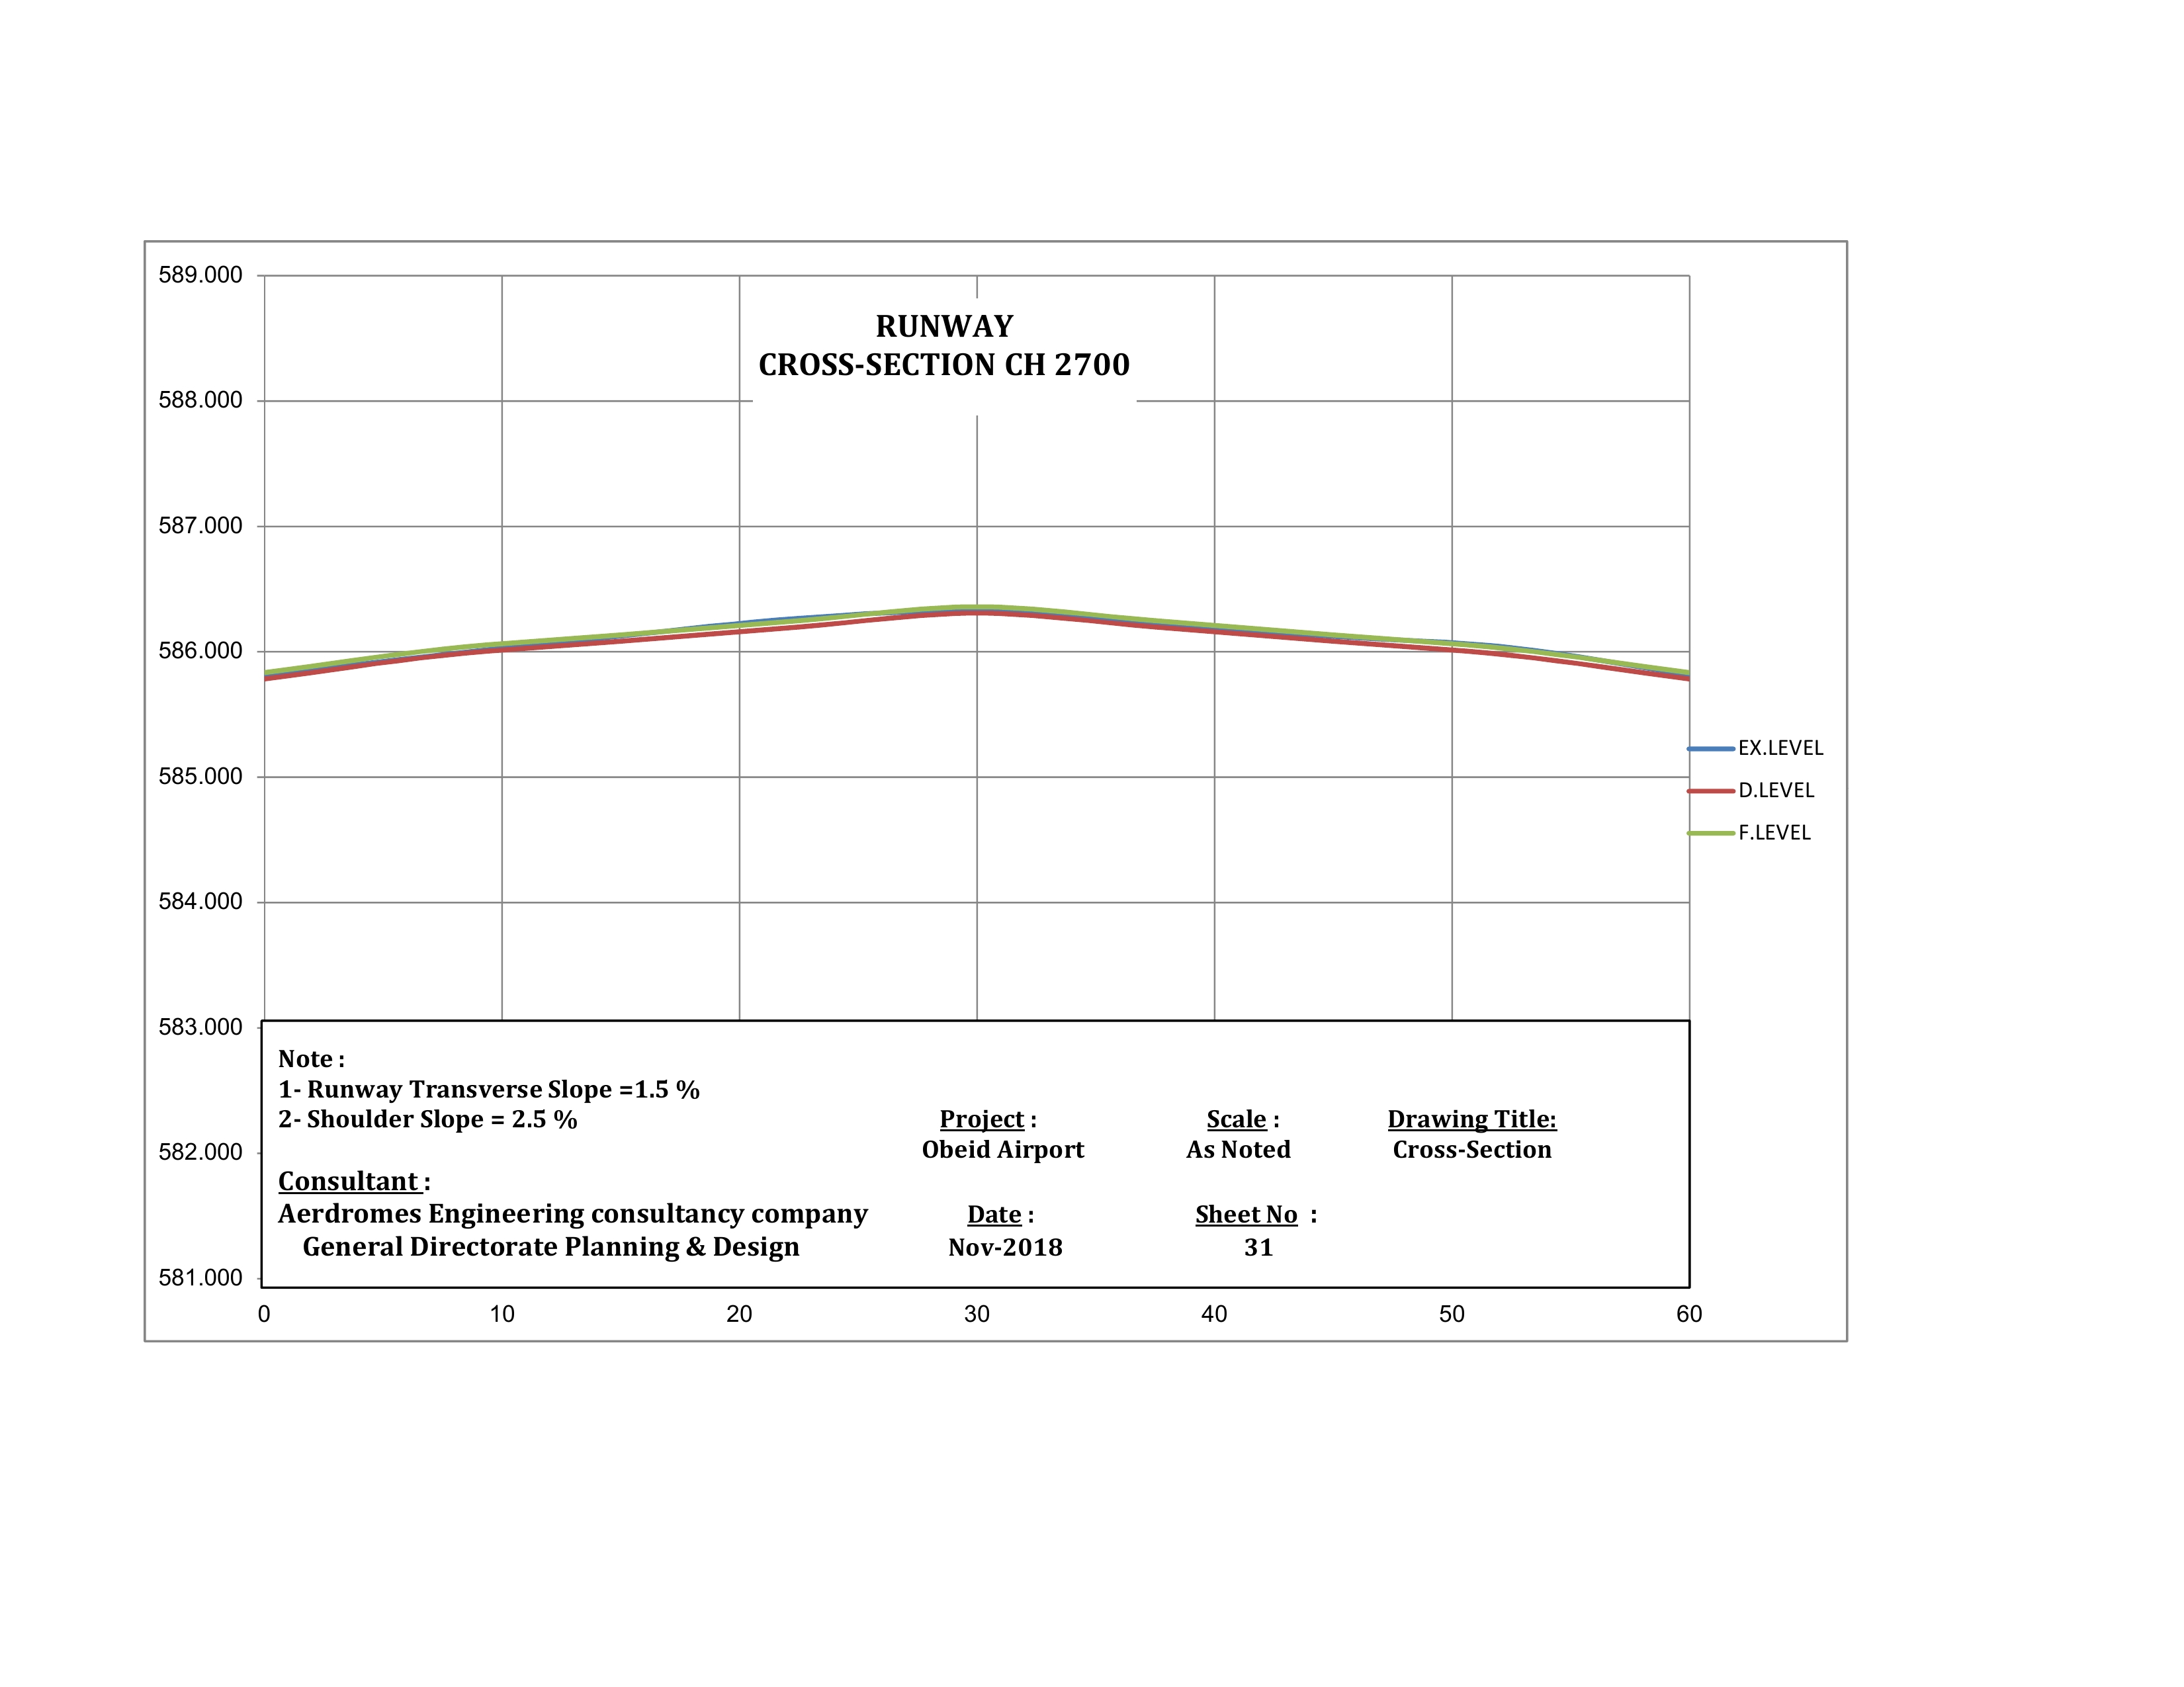 RUNWAY
CROSS-SECTION CH 2700
589.000
588.000
587.000
586.000
585.000
584.000
583.000
582.000
581.000
EX.LEVEL
D.LEVEL
F.LEVEL
Note :
1- Runway Transverse Slope =1.5 %
2- Shoulder Slope = 2.5 %
Consultant :
Aerdromes Engineering consultancy company
General Directorate Planning & Design
Project :
Obeid Airport
Scale :
As Noted
Drawing Title:
Cross-Section
Date :
Nov-2018
Sheet No :
31
0 10 20 30 40 50 60